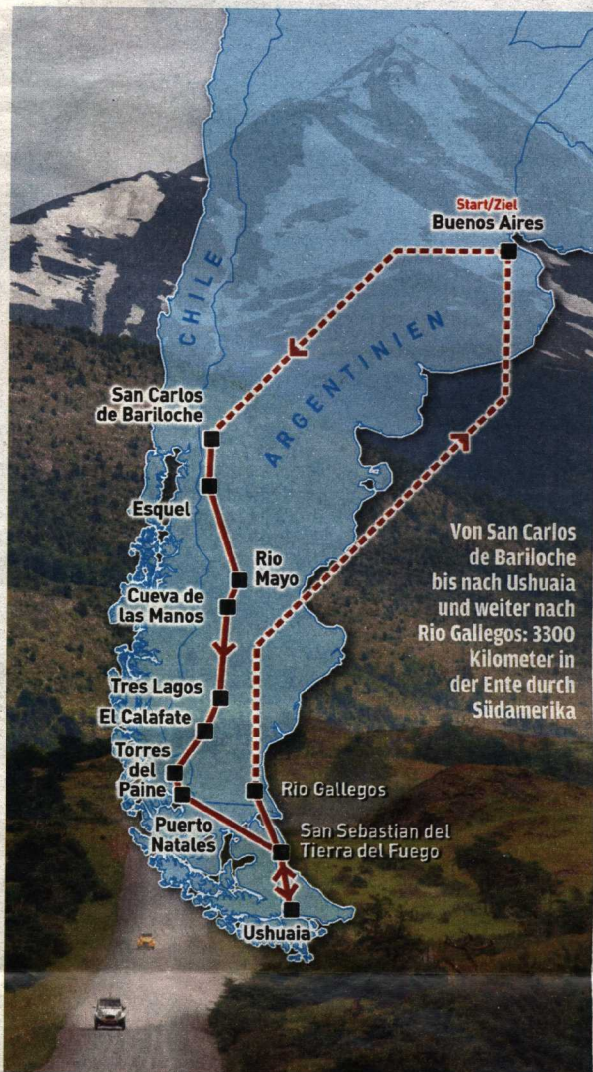 Start/Ziel
Buenos Aires
CHILE
ARGENTINIEN
San Carlos
de Bariloche
Esquel
Rio
Mayo
Cueva de
las Manos
Von San Carlos
de Bariloche
bis nach Ushuaia
und weiter nach
Rio Gallegos: 3300
Kilometer in
der Ente durch
Südamerika
Tres Lagos
El Calafate
Torres
del
Paine
Rio Gallegos
Puerto
Natales
San Sebastian del
Tierra del Fuego
Ushuaia